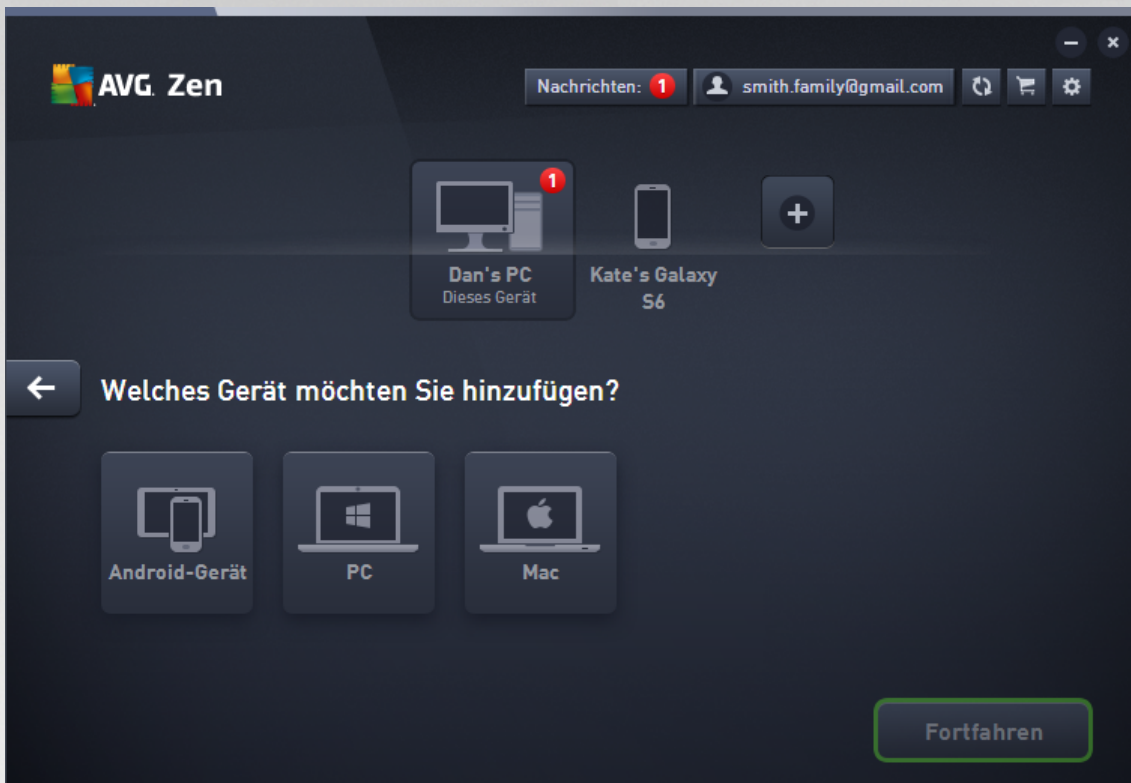 AVG. Zen
Nachrichten: 1
smith.family@gmail.com
1
Dan's PC
Dieses Gerät
Kate's Galaxy
S6
Welches Gerät möchten Sie hinzufügen?
Android-Gerät
PC
Mac
Fortfahren